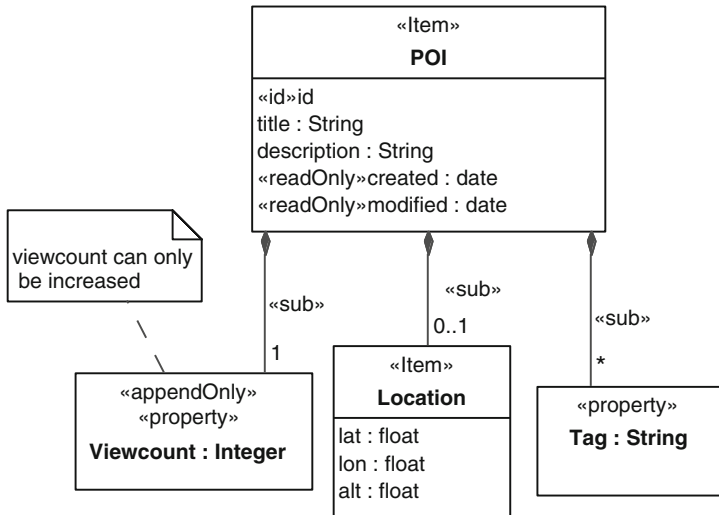 «Item»
POI
«id»id
title : String
description : String
«readOnly»created : date
«readOnly»modified : date
viewcount can only
be increased
«sub»
1
«sub»
0..1
«sub»
*
«appendOnly»
«property»
Viewcount : Integer
«Item»
Location
lat : float
lon : float
alt : float
«property»
Tag : String